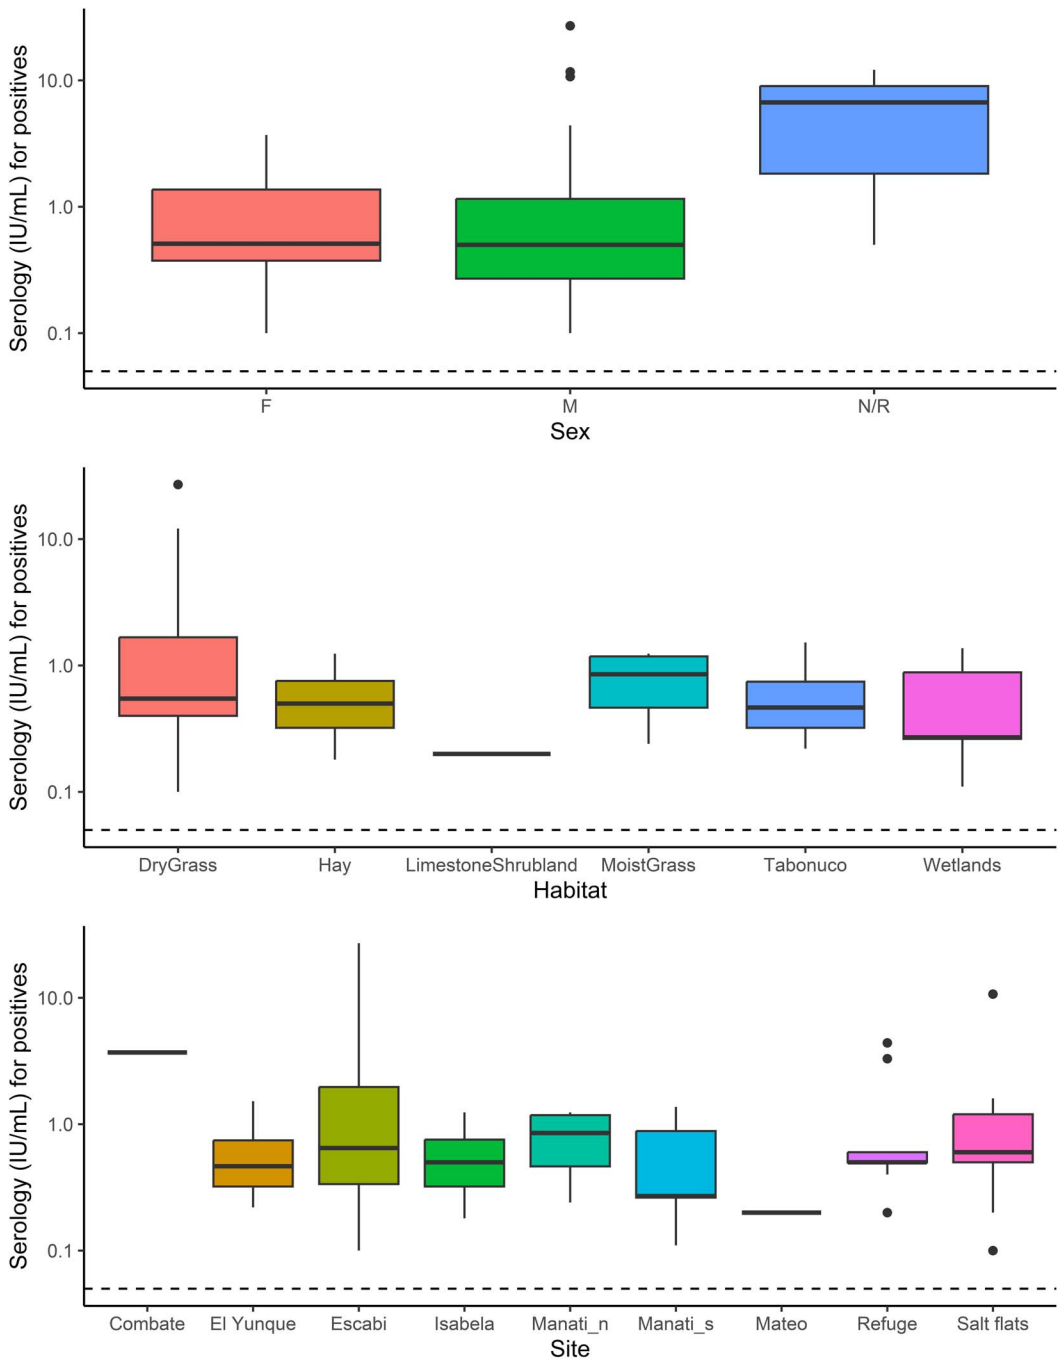 Serology (IU/mL) for positives
10.0
1.0
0.1
F M N/R
Sex
Serology (IU/mL) for positives
10.0
1.0
0.1
DryGrass Hay LimestoneShrubland MoistGrass Tabonuco Wetlands
Habitat
Serology (IU/mL) for positives
10.0
1.0
0.1
Combate El Yunque Escabi Isabela Manati_n Manati_s Mateo Refuge Salt flats
Site